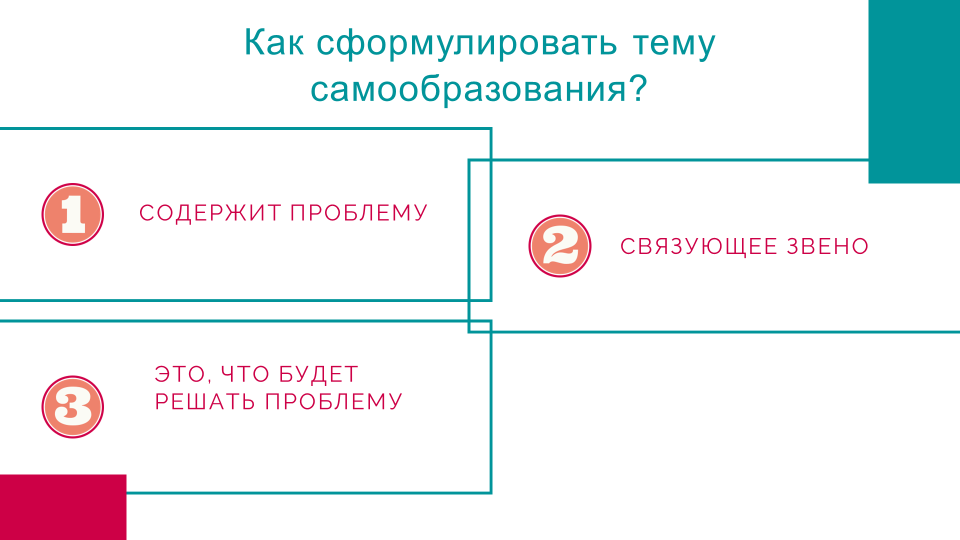 Как сформулировать тему
самообразования?
1
СОДЕРЖИТ ПРОБЛЕМУ
2
СВЯЗУЮЩЕЕ ЗВЕНО
3
ЭТО, ЧТО БУДЕТ
РЕШАТЬ ПРОБЛЕМУ